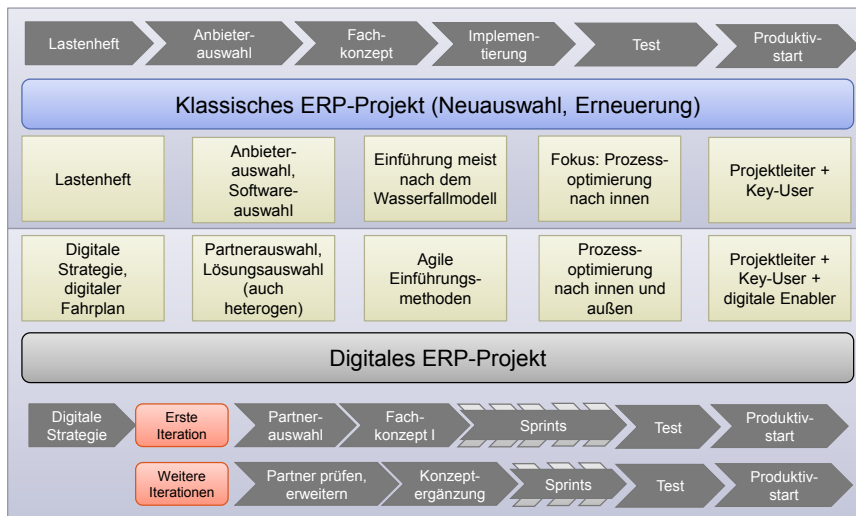 Lastenheft
Anbieter-
auswahl
Fach-
konzept
Implemen-
tierung
Test
Produktiv-
start
Klassisches ERP-Projekt (Neuauswahl, Erneuerung)
Lastenheft
Anbieter-
auswahl,
Software-
auswahl
Einführung meist
nach dem
Wasserfallmodell
Fokus: Prozess-
optimierung
nach innen
Projektleiter +
Key-User
Digitale
Strategie,
digitaler
Fahrplan
Partnerauswahl,
Lösungsauswahl
(auch
heterogen)
Agile
Einführungs-
methoden
Prozess-
optimierung
nach innen und
außen
Projektleiter +
Key-User +
digitale Enabler
Digitales ERP-Projekt
Digitale
Strategie
Erste
Iteration
Partner-
auswahl
Fach-
konzept I
Sprints
Test
Produktiv-
start
Weitere
Iterationen
Partner prüfen,
erweitern
Konzept-
ergänzung
Sprints
Test
Produktiv-
start